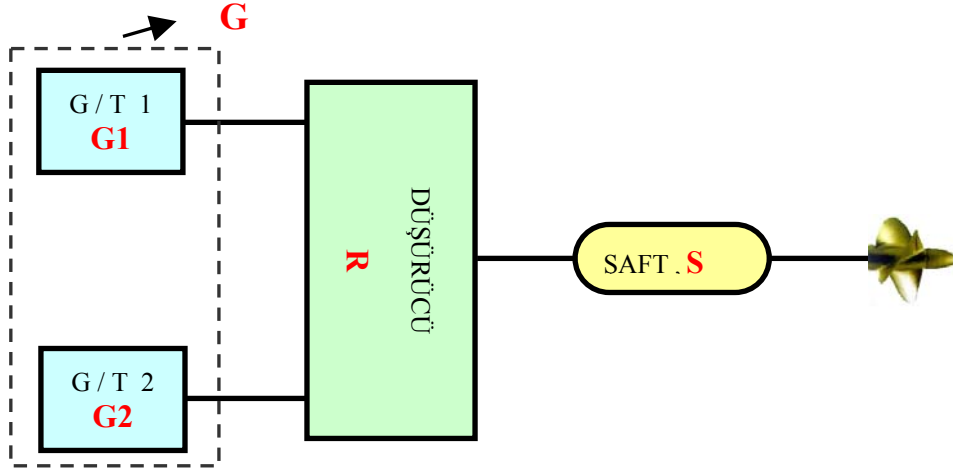 G
G / T 1
G1
DÜŞÜRÜCÜ
R
SAFT . S
G / T 2
G2